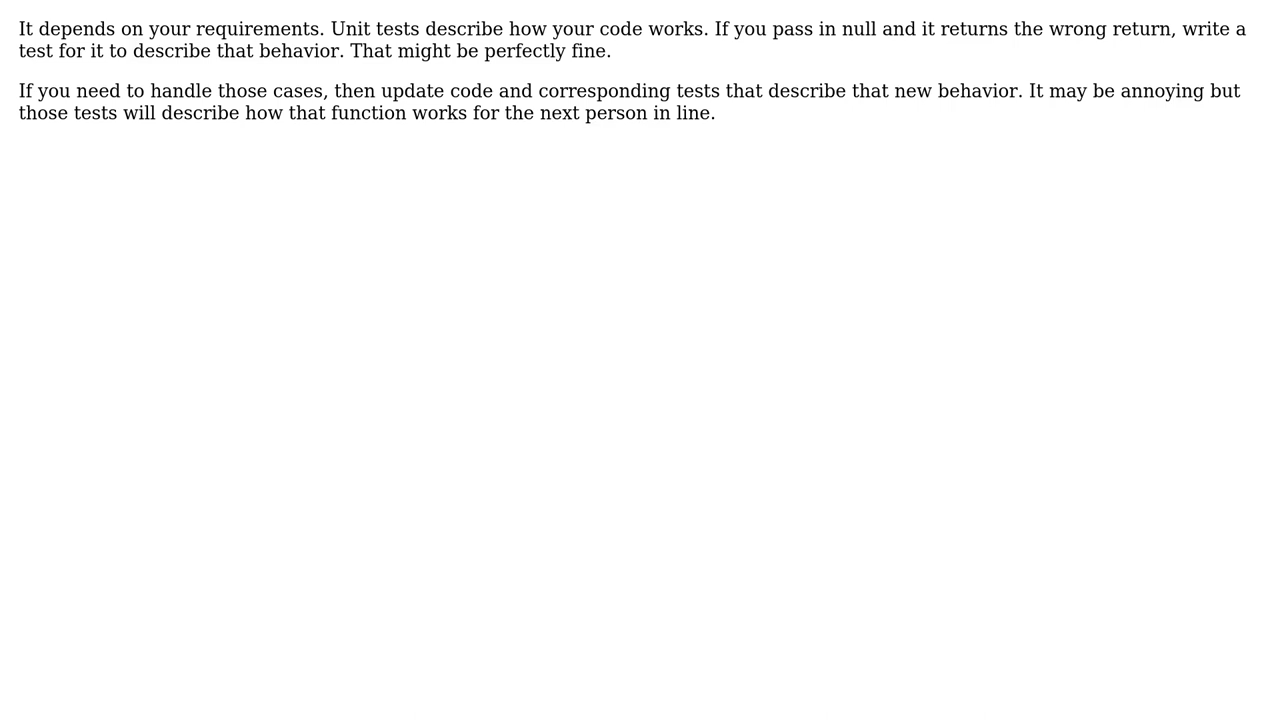 It depends on your requirements. Unit tests describe how your code works. If you pass in null and it returns the wrong return, write a
test for it to describe that behavior. That might be perfectly fine.
If you need to handle those cases, then update code and corresponding tests that describe that new behavior. It may be annoying but
those tests will describe how that function works for the next person in line.